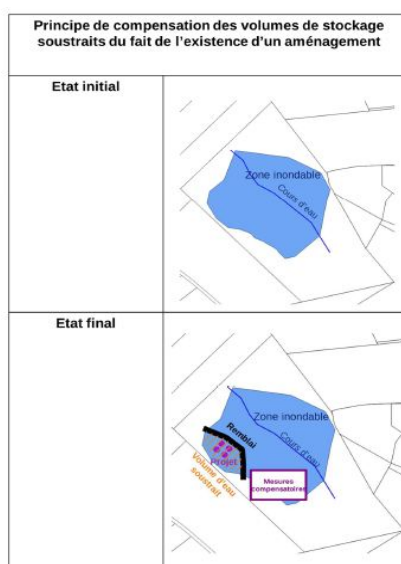 Principe de compensation des volumes de stockage
soustraits du fait de l'existence d'un aménagement
Etat initial
Zone inondable
Cours d'eau
Etat final
Zone inondable
Remblai
Cours d'eau
Projet
Volume d'eau
soustrait
Mesures
compensatoires